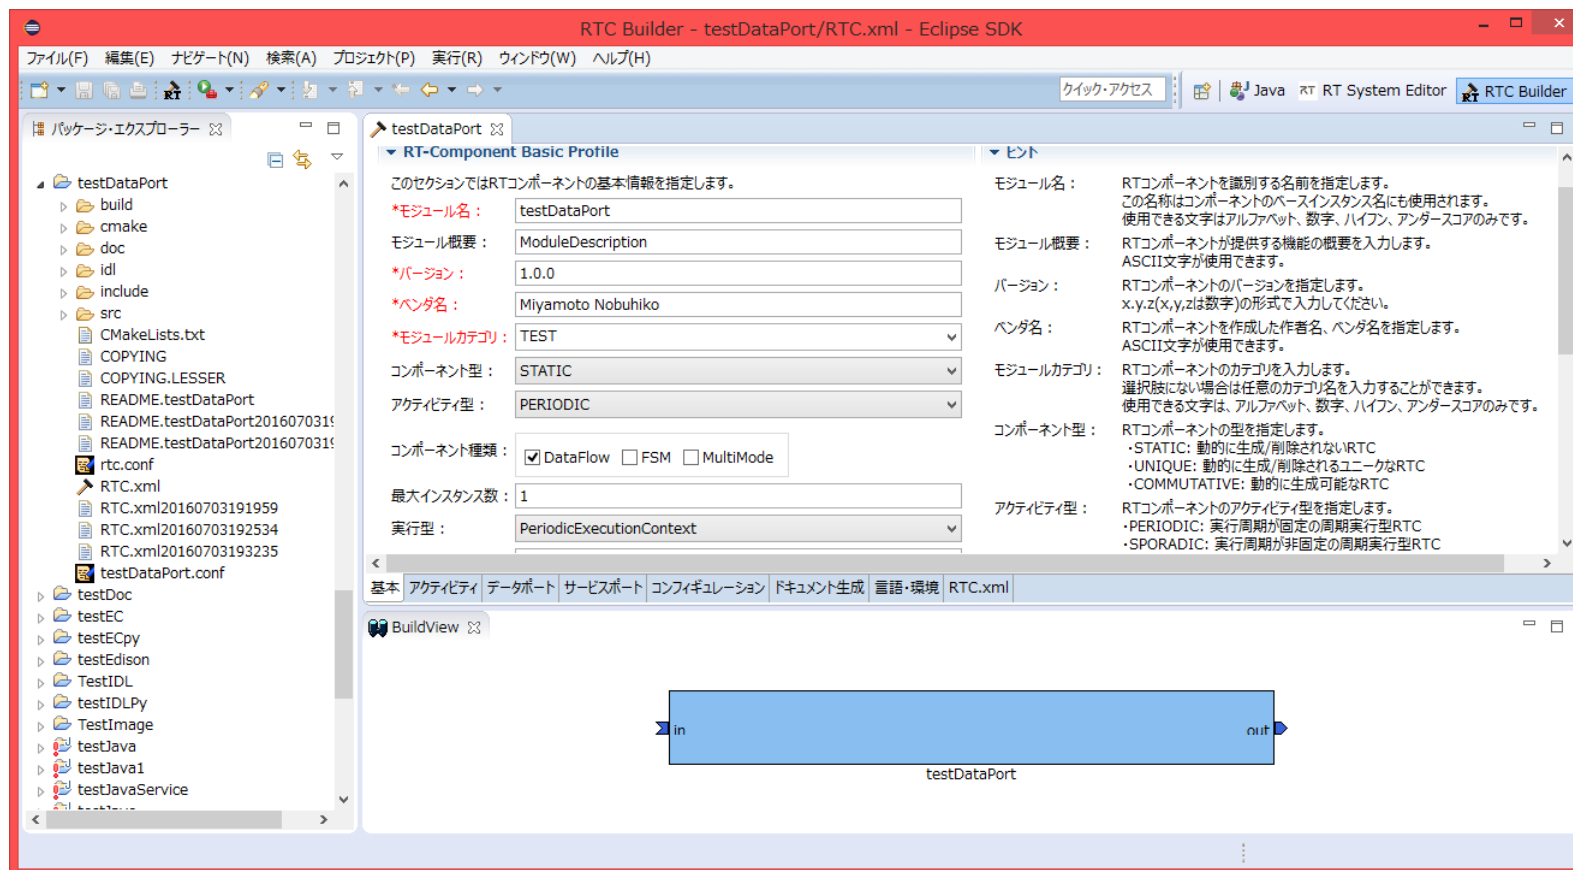 RTC Builder - testDataPort/RTC.xml - Eclipse SDK
ファイル(F) 編集(E) ナビゲート(N) 検索(A) プロジェクト(P) 実行(R) ウィンドウ(W) ヘルプ(H)
クイック・アクセス Java RT RT System Editor RT RTC Builder
パッケージ・エクスプローラー
testDataPort
build
cmake
doc
idl
include
src
CMakeLists.txt
COPYING
COPYING.LESSER
README.testDataPort
README.testDataPort2016070319
README.testDataPort2016070319
rtc.conf
RTC.xml
RTC.xml20160703191959
RTC.xml20160703192534
RTC.xml20160703193235
testDataPort.conf
testDoc
testEC
testECpy
testEdison
TestIDL
testIDLPy
TestImage
testJava
testJava1
testJavaService
testDataPort
RT-Component Basic Profile
このセクションではRTコンポーネントの基本情報を指定します。
*モジュール名： testDataPort
モジュール概要： ModuleDescription
*バージョン： 1.0.0
*ベンダ名： Miyamoto Nobuhiko
*モジュールカテゴリ： TEST
コンポーネント型： STATIC
アクティビティ型： PERIODIC
コンポーネント種類： DataFlow FSM MultiMode
最大インスタンス数： 1
実行型： PeriodicExecutionContext
ヒント
モジュール名： RTコンポーネントを識別する名前を指定します。
この名称はコンポーネントのベースインスタンス名にも使用されます。
使用できる文字はアルファベット、数字、ハイフン、アンダースコアのみです。
モジュール概要： RTコンポーネントが提供する機能の概要を入力します。
ASCII文字が使用できます。
バージョン： RTコンポーネントのバージョンを指定します。
x.y.z(x,y,zは数字)の形式で入力してください。
ベンダ名： RTコンポーネントを作成した作者名、ベンダ名を指定します。
ASCII文字が使用できます。
モジュールカテゴリ： RTコンポーネントのカテゴリを入力します。
選択肢にない場合は任意のカテゴリ名を入力することができます。
使用できる文字は、アルファベット、数字、ハイフン、アンダースコアのみです。
コンポーネント型： RTコンポーネントの型を指定します。
・STATIC: 動的に生成/削除されないRTC
・UNIQUE: 動的に生成/削除されるユニークなRTC
・COMMUTATIVE: 動的に生成可能なRTC
アクティビティ型： RTコンポーネントのアクティビティ型を指定します。
・PERIODIC: 実行周期が固定の周期実行型RTC
・SPORADIC: 実行周期が非固定の周期実行型RTC
基本 アクティビティ データポート サービスポート コンフィギュレーション ドキュメント生成 言語・環境 RTC.xml
BuildView
in out
testDataPort